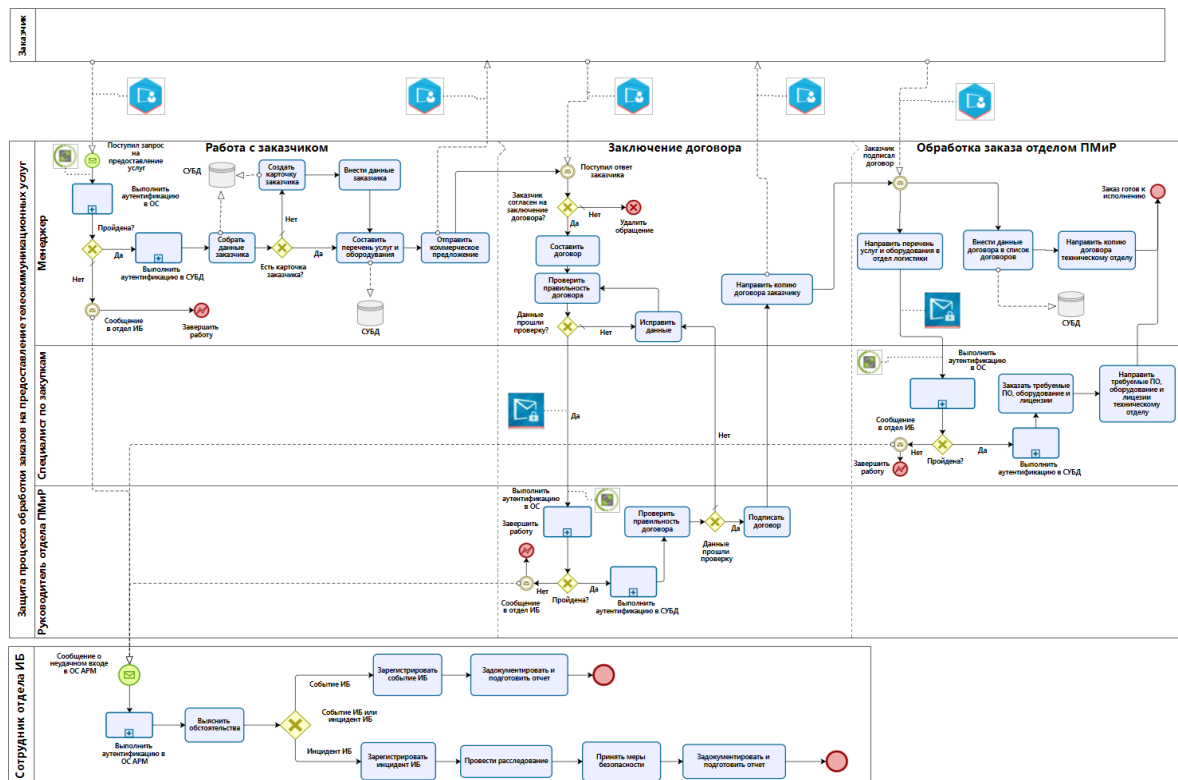 Заказчик
Защита процесса обработки заказов на предоставление телеокммуникационных услуг
Менеджер
Работа с заказчиком
Заключение договора
Обработка заказа отделом ПМиР
Поступил запрос
на
предоставление
услуг
Выполнить
аутентификацию
в ОС
Пройдена?
Да
Нет
Выполнить
аутентификацию в СУБД
Сообщение
в отдел ИБ
Завершить
работу
СУБД
Собрать
данные
заказчика
Создать
карточку
заказчика
Внести данные
заказчика
Нет
Есть карточка
заказчика?
Да
Составить
перечень услуг и
обородувания
СУБД
Отправить
коммерческое
предложение
Поступил ответ
заказчика
Заказчик
согласен на
заключение
договора?
Нет
Удалить
обращение
Да
Составить
договор
Проверить
правильность
договора
Данные
прошли
проверку?
Нет
Исправить
данные
Да
Направить копию
договора заказчику
Заказчик
подписал
договор
Направить перечень
услуг и оборудования в
отдел логистики
Внести данные
договора в список
договоров
Направить копию
договора
техническому отделу
Заказ готов к
исполнению
СУБД
Специалист по закупкам
Выполнить
аутентификацию
в ОС
Сообщение
в отдел ИБ
Нет
Завершить
работу
Пройдена?
Да
Выполнить
аутентификацию в СУБД
Заказать требуемые
ПО, оборудование и
лицензии
Направить
требуемые ПО,
оборудование и
лицезии
техническому
отделу
Руководитель отдела ПМиР
Выполнить
аутентификацию
в ОС
Завершить
работу
Сообщение
в отдел ИБ
Нет
Пройдена?
Да
Выполнить
аутентификацию в СУБД
Проверить
правильность
договора
Данные
прошли
проверку
Нет
Да
Подписать
договор
Сотрудник отдела ИБ
Сообщение о
неудачном входе
в ОС АРМ
Выполнить
аутентификацию в
ОС АРМ
Выяснить
обстоятельства
Событие ИБ
Событие ИБ или
инцидент ИБ
Инцидент ИБ
Зарегистрировать
событие ИБ
Задокументировать и
подготовить отчет
Зарегистрировать
инцидент ИБ
Провести расследование
Принять меры
безопасности
Задокументировать и
подготовить отчет